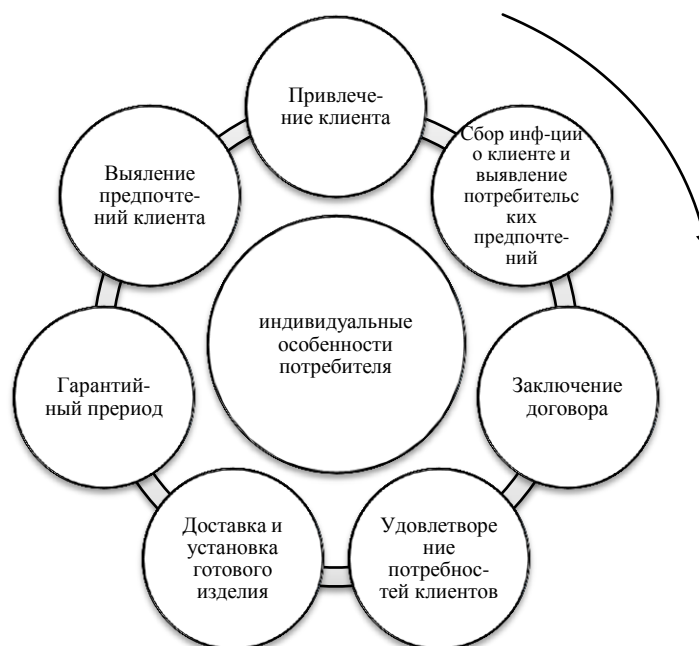 Привлече-
ние клиента
Сбор инф-ции
о клиенте и
выявление
потребительс
ких
предпочте-
ний
Заключение
договора
Удовлетворе
ние
потребнос-
тей клиентов
Доставка и
установка
готового
изделия
Гарантий-
ный прериод
Выяление
предпочте-
ний клиента
индивидуальные
особенности
потребителя